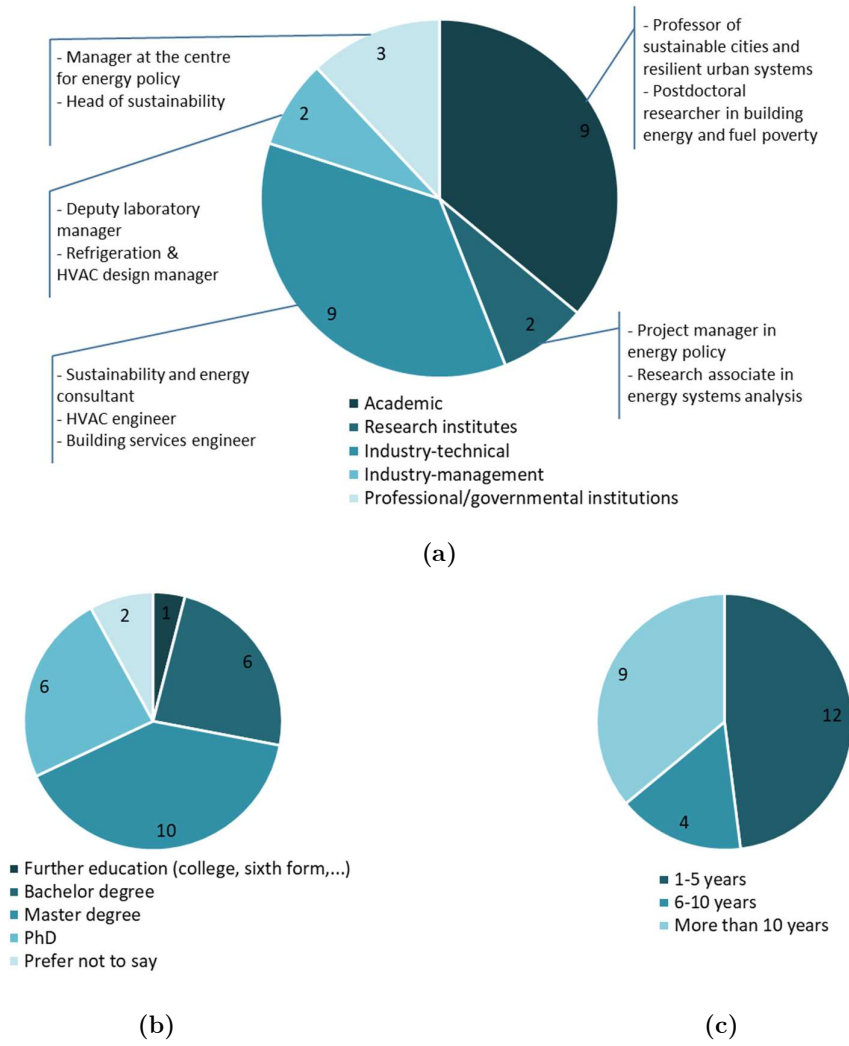 - Manager at the centre
for energy policy
- Head of sustainability
3
- Professor of
sustainable cities and
resilient urban systems
- Postdoctoral
researcher in building
energy and fuel poverty
2
9
- Deputy laboratory
manager
- Refrigeration &
HVAC design manager
9
2
- Project manager in
energy policy
- Research associate in
energy systems analysis
- Sustainability and energy
consultant
- HVAC engineer
- Building services engineer
Academic
Research institutes
Industry-technical
Industry-management
Professional/governmental institutions
(a)
2
1
6
6
10
Further education (college, sixth form,...)
Bachelor degree
Master degree
PhD
Prefer not to say
(b)
9
12
4
1-5 years
6-10 years
More than 10 years
(c)